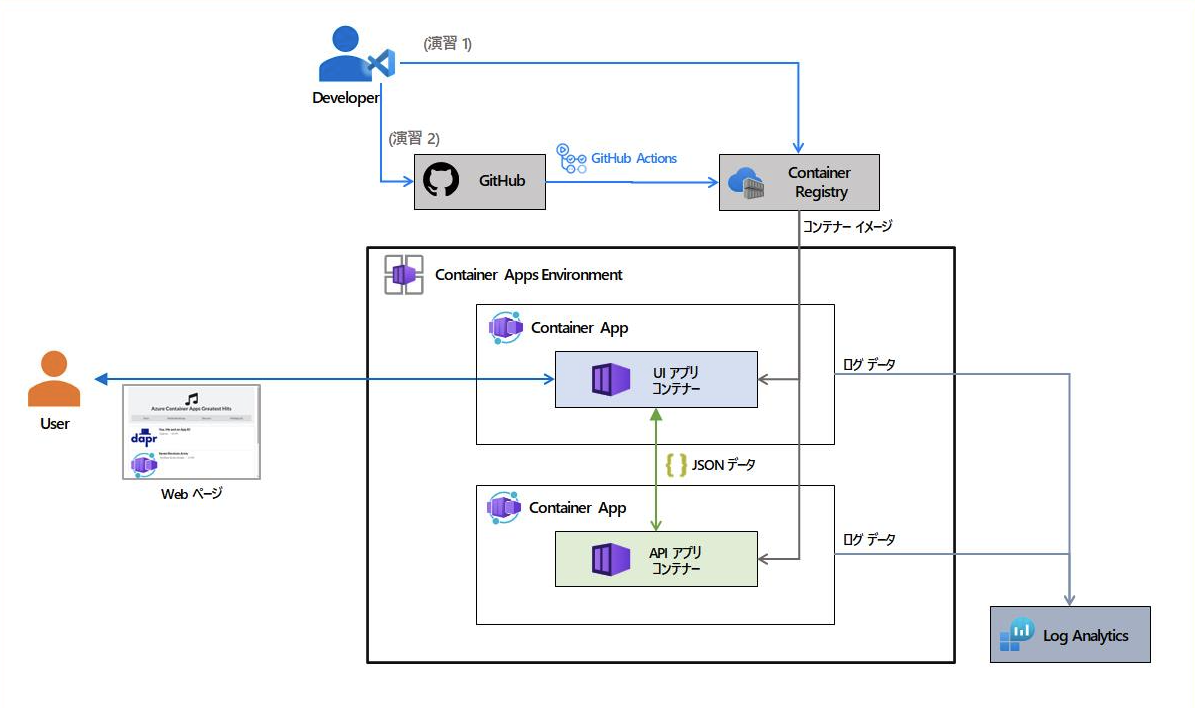 (演習 1)
Developer
(演習 2)
GitHub Actions
GitHub
Container
Registry
コンテナー イメージ
Container Apps Environment
Container App
UI アプリ
コンテナー
ログ データ
User
Azure Container Apps Greatest Hits
dapr
Web ページ
{ } JSON データ
Container App
API アプリ
コンテナー
ログ データ
Log Analytics